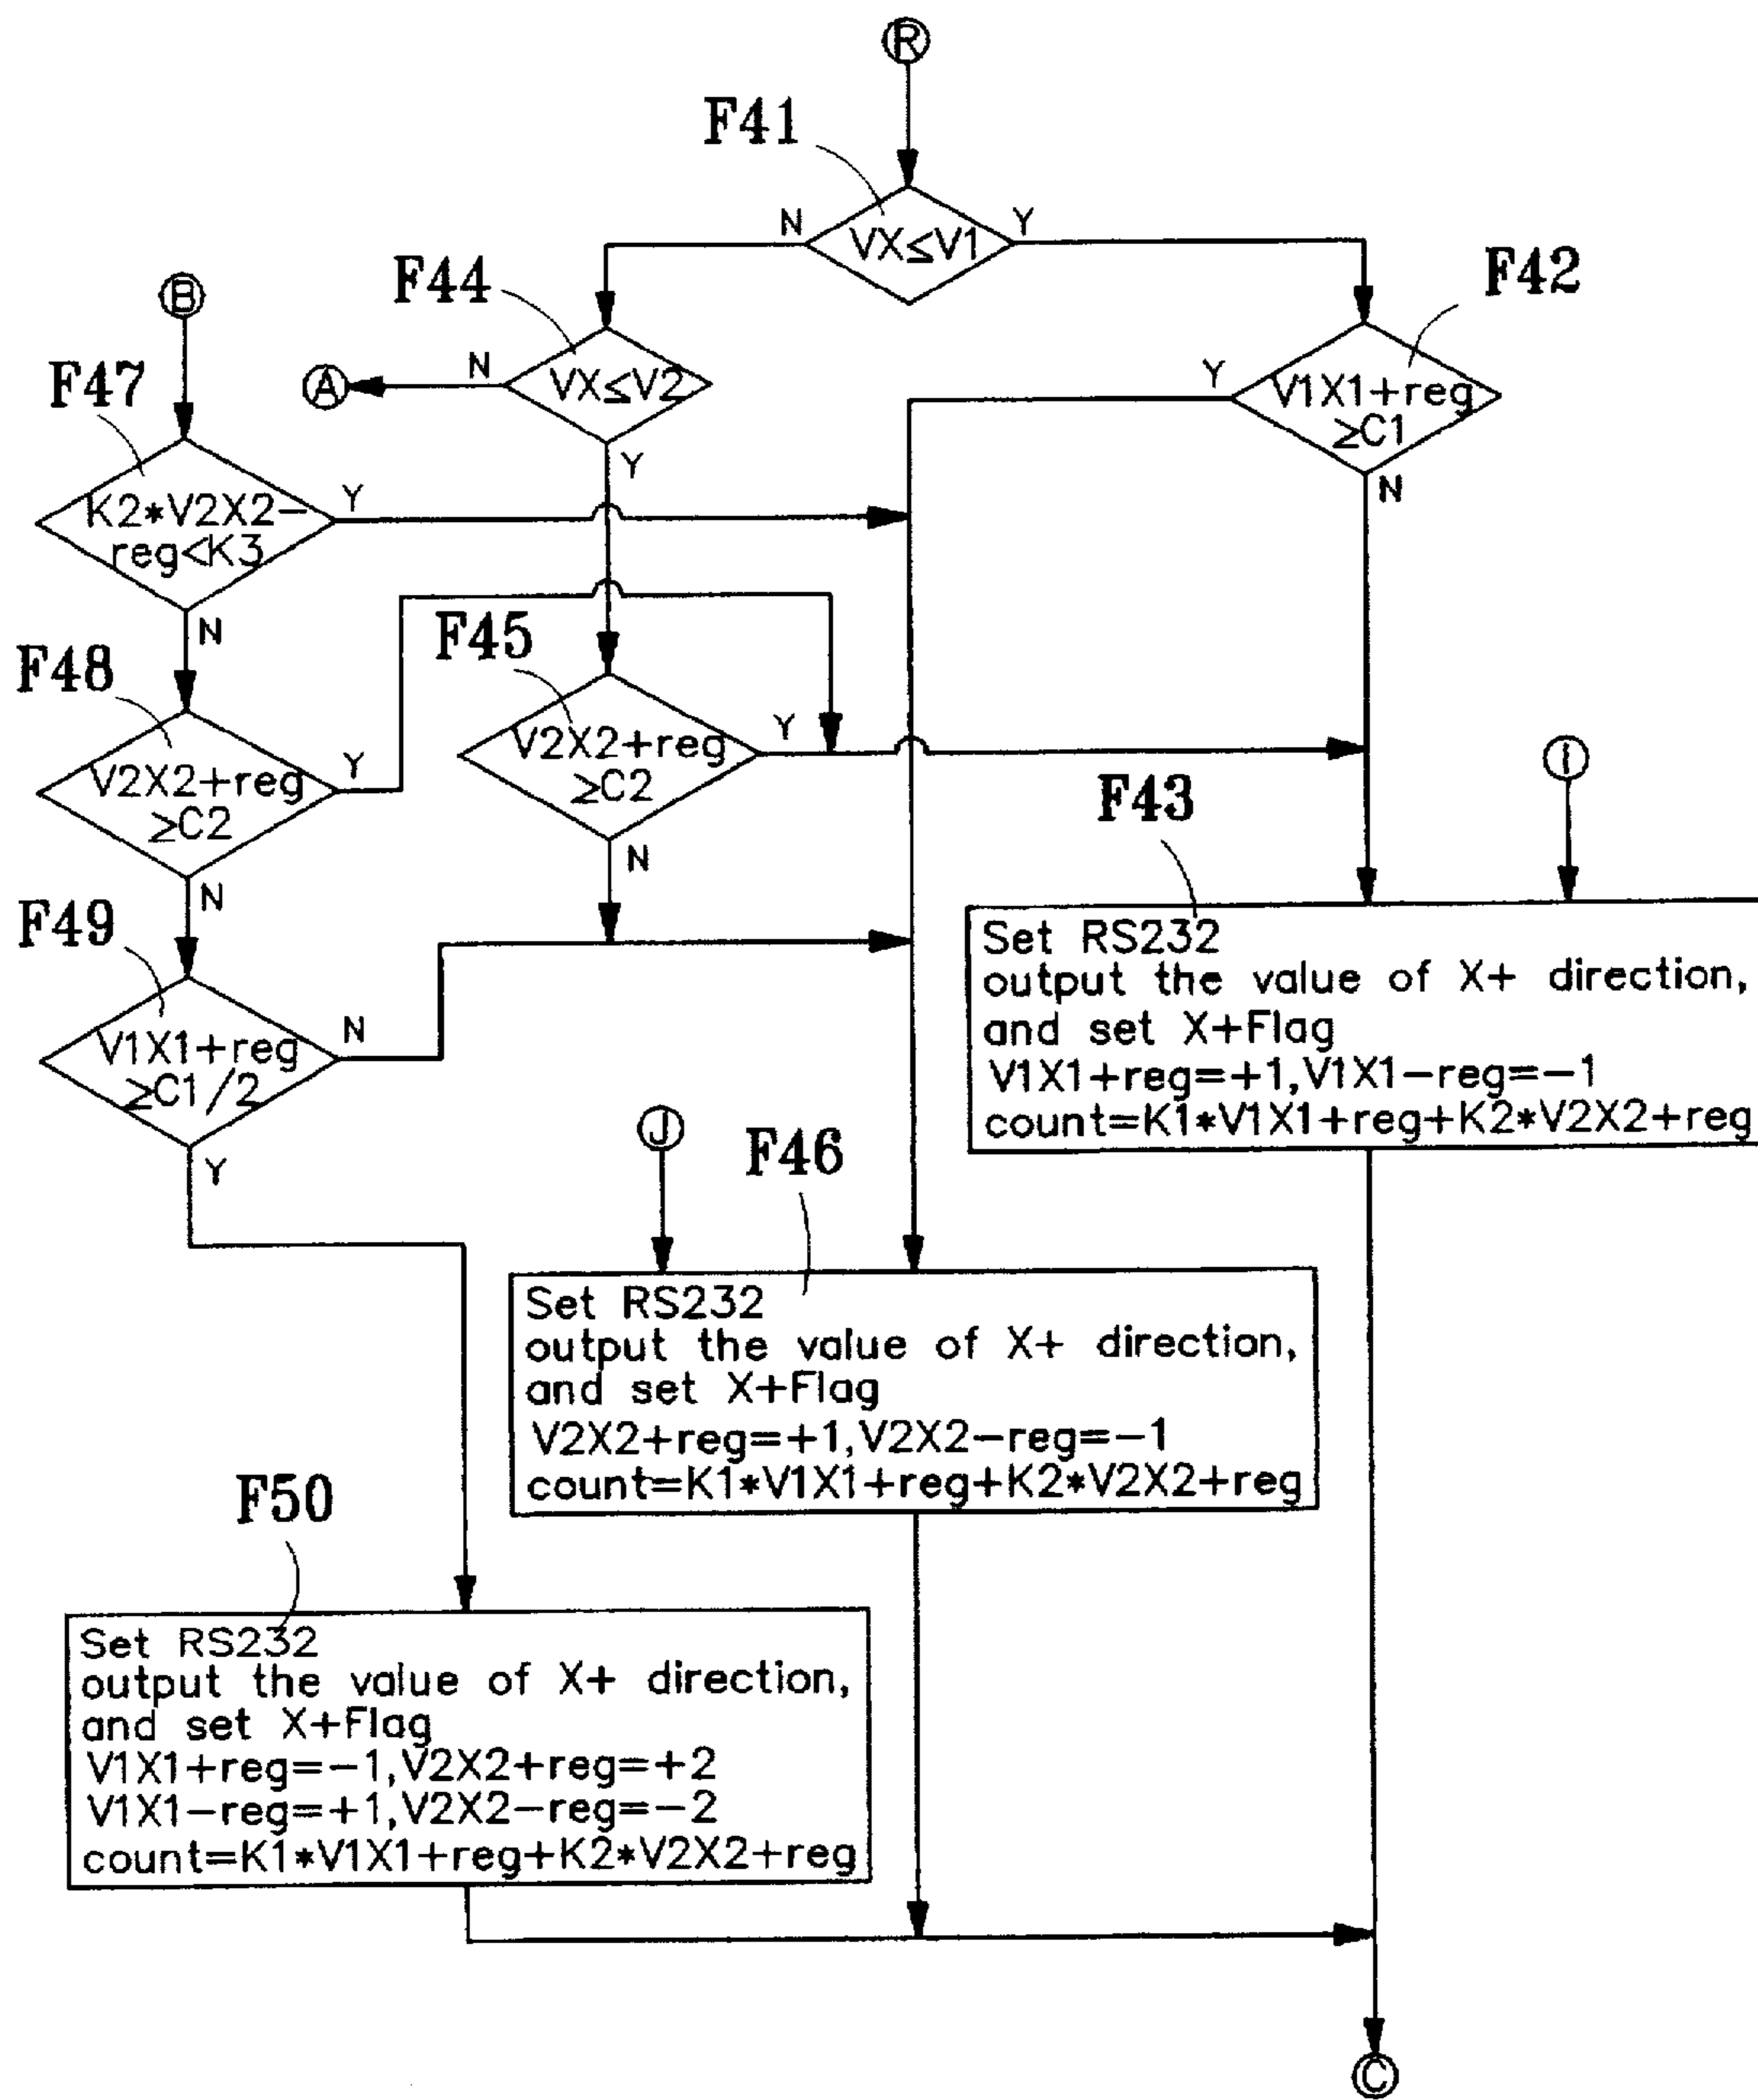 R
F41
N
Y
VX≤V1
F44
F42
B
F47
A
N
VX≤V2
Y
V1X1+reg
≥C1
Y
N
K2*V2X2-
reg<K3
Y
N
F48
F45
V2X2+reg
≥C2
Y
V2X2+reg
≥C2
Y
I
F43
N
N
F49
Set RS232
output the value of X+ direction,
and set X+Flag
V1X1+reg=+1,V1X1-reg=-1
count=K1*V1X1+reg+K2*V2X2+reg
V1X1+reg
≥C1/2
N
Y
J
F46
Set RS232
output the value of X+ direction,
and set X+Flag
V2X2+reg=+1,V2X2-reg=-1
count=K1*V1X1+reg+K2*V2X2+reg
F50
Set RS232
output the value of X+ direction,
and set X+Flag
V1X1+reg=-1,V2X2+reg=+2
V1X1-reg=+1,V2X2-reg=-2
count=K1*V1X1+reg+K2*V2X2+reg
C